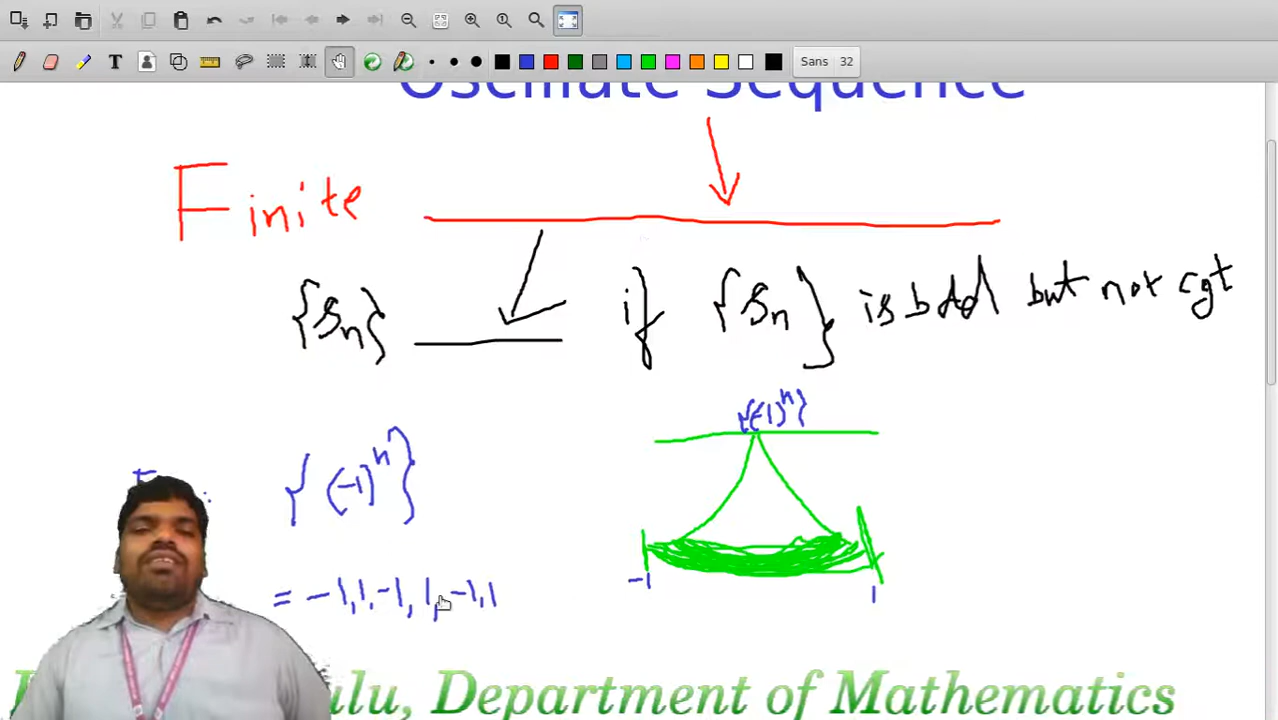 Sans 32
Oscillate Sequence
Finite
{Sn} if {Sn} is bdd but not cgt
{(-1)^n}
{(-1)^n}
-1 1
= -1, 1, -1, 1, -1, 1
ulu, Department of Mathematics